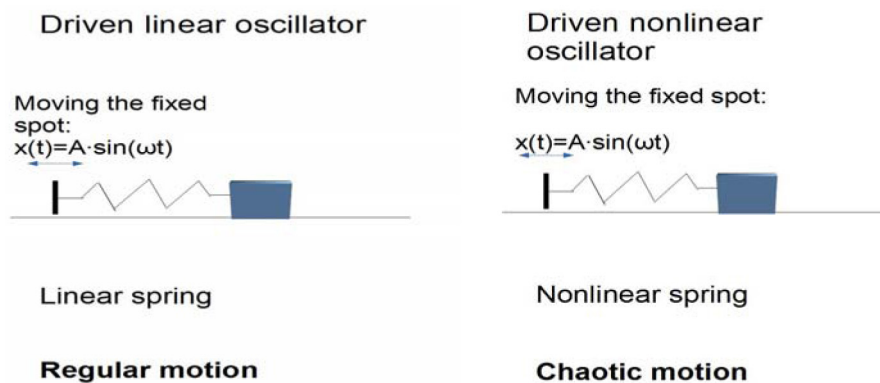 Driven linear oscillator
Moving the fixed
spot:
x(t)=A·sin(ωt)
Linear spring
Regular motion
Driven nonlinear
oscillator
Moving the fixed spot:
x(t)=A·sin(ωt)
Nonlinear spring
Chaotic motion